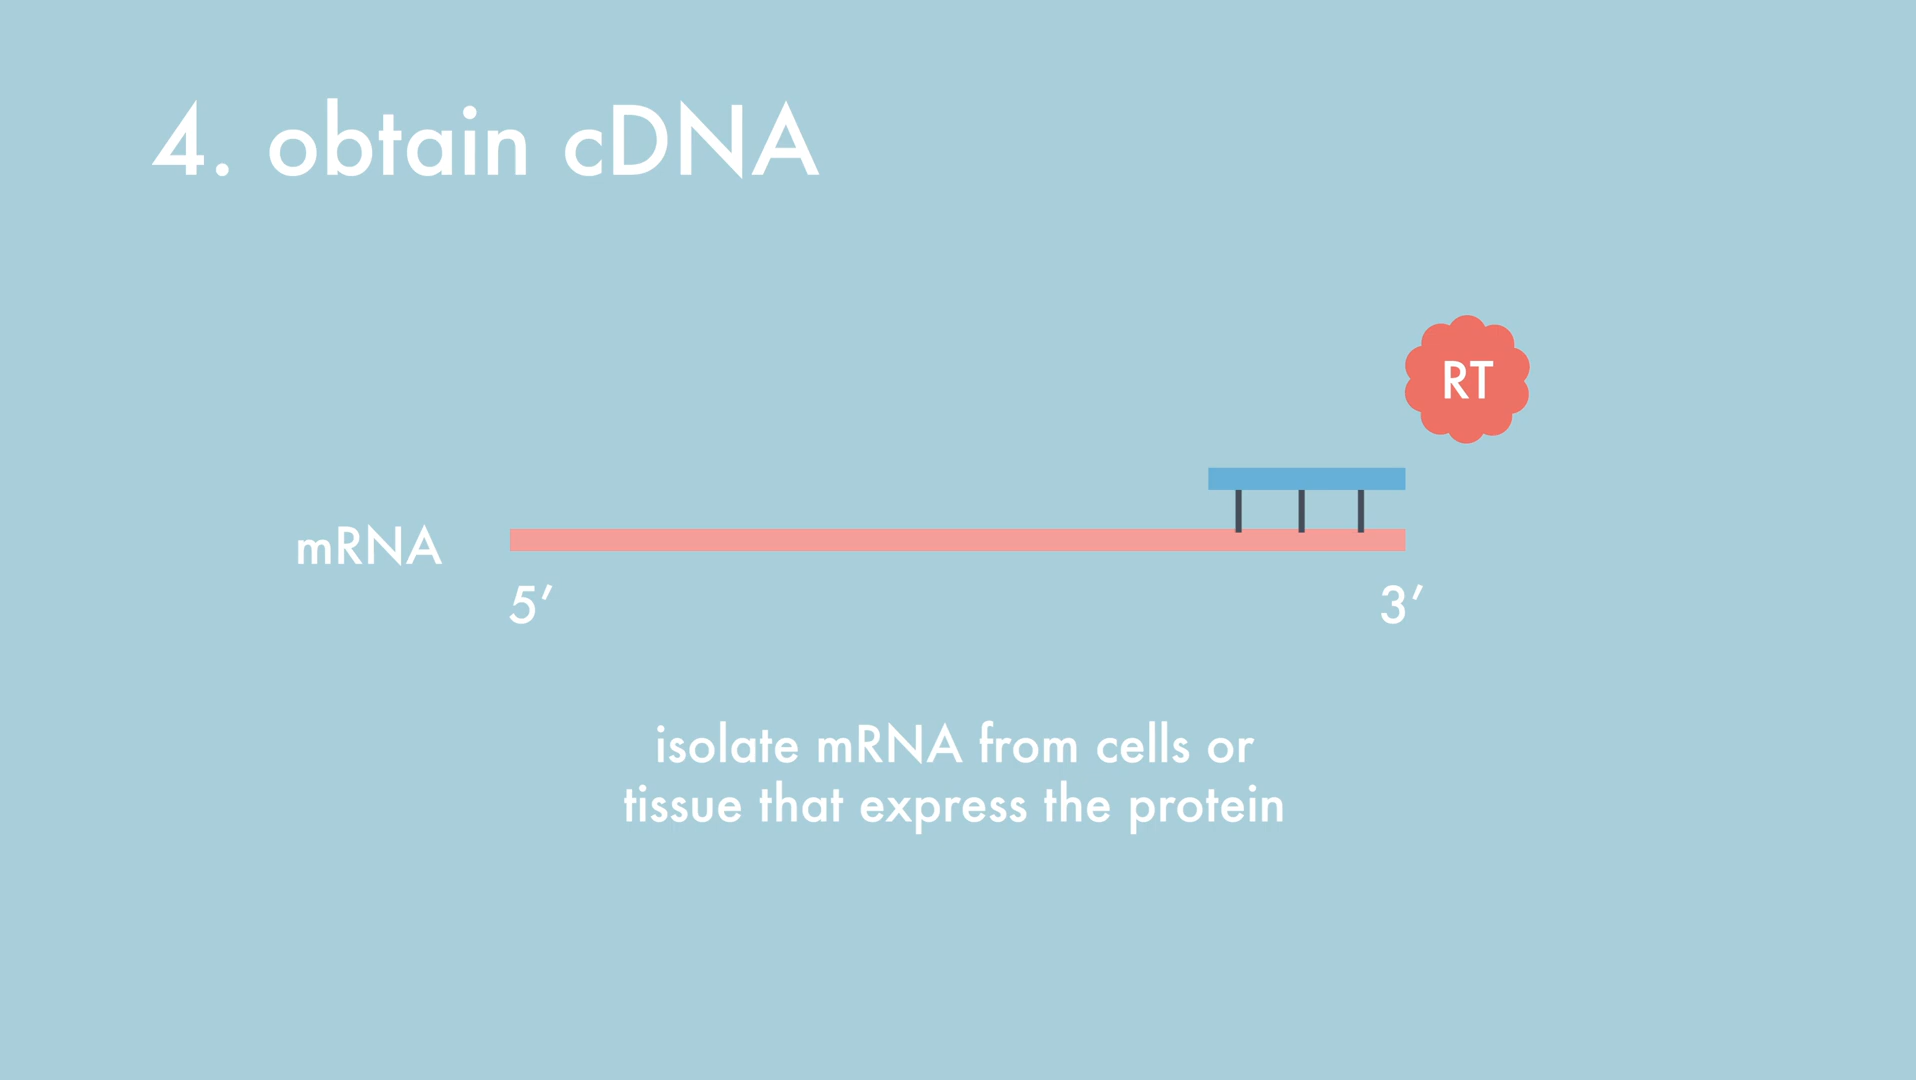 4. obtain cDNA
RT
mRNA
5′
3′
isolate mRNA from cells or
tissue that express the protein